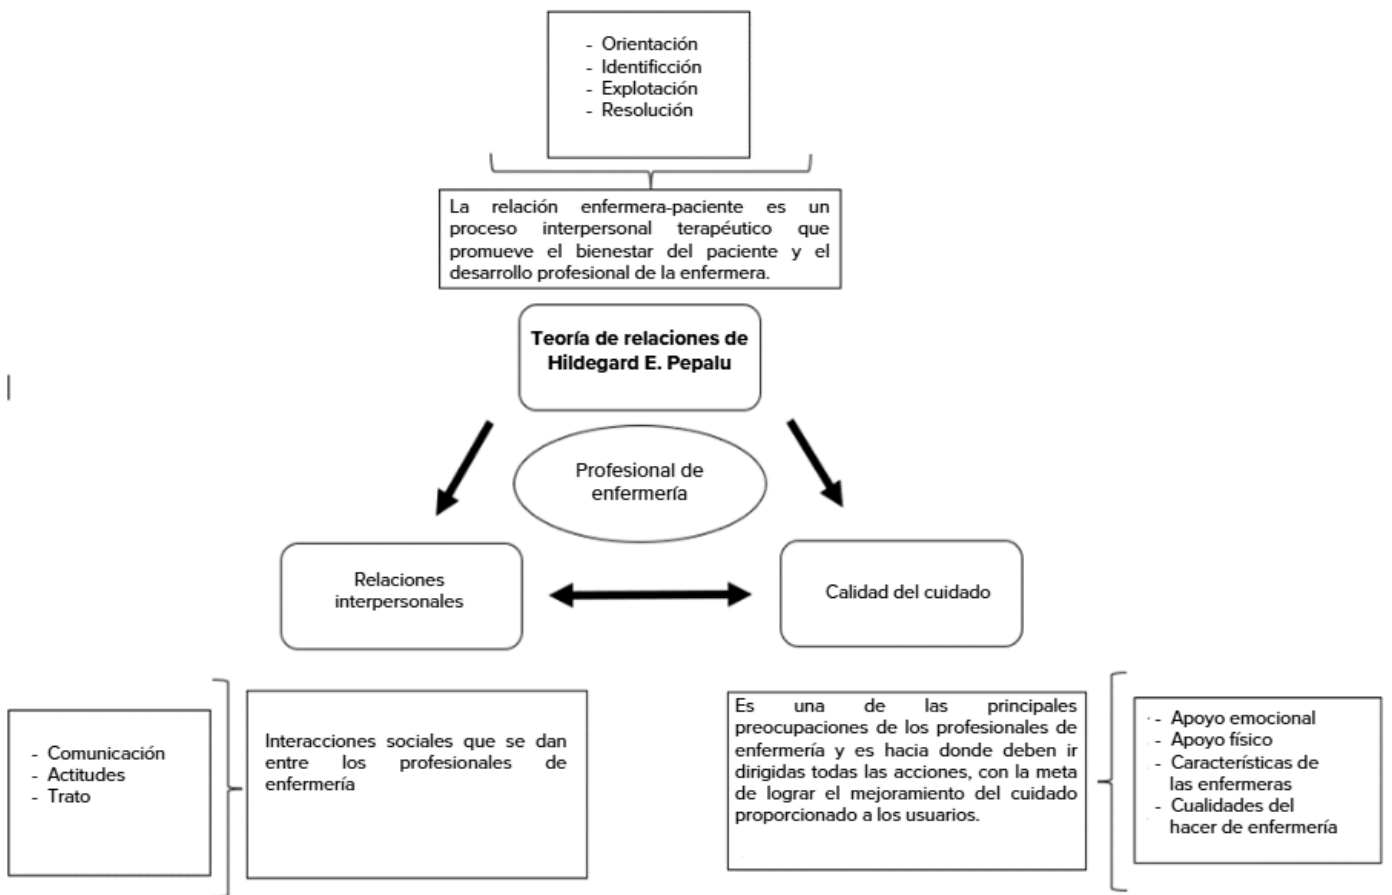 - Orientación
- Identificción
- Explotación
- Resolución
La relación enfermera-paciente es un
proceso interpersonal terapéutico que
promueve el bienestar del paciente y el
desarrollo profesional de la enfermera.
Teoría de relaciones de
Hildegard E. Pepalu
Profesional de
enfermería
Relaciones
interpersonales
Calidad del cuidado
- Comunicación
- Actitudes
- Trato
Interacciones sociales que se dan
entre los profesionales de
enfermería
Es una de las principales
preocupaciones de los profesionales de
enfermería y es hacia donde deben ir
dirigidas todas las acciones, con la meta
de lograr el mejoramiento del cuidado
proporcionado a los usuarios.
- Apoyo emocional
- Apoyo físico
- Características de
las enfermeras
- Cualidades del
hacer de enfermería